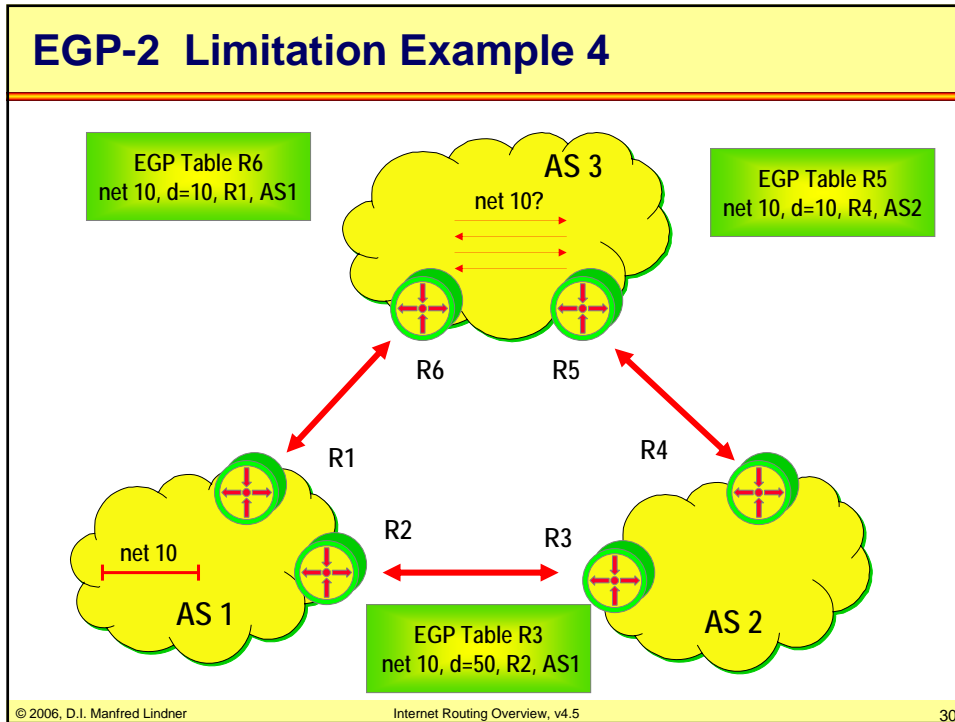 EGP-2 Limitation Example 4
EGP Table R6
net 10, d=10, R1, AS1
AS 3
net 10?
EGP Table R5
net 10, d=10, R4, AS2
R6
R5
R1
R4
R2
R3
net 10
AS 1
AS 2
EGP Table R3
net 10, d=50, R2, AS1
© 2006, D.I. Manfred Lindner
Internet Routing Overview, v4.5
30